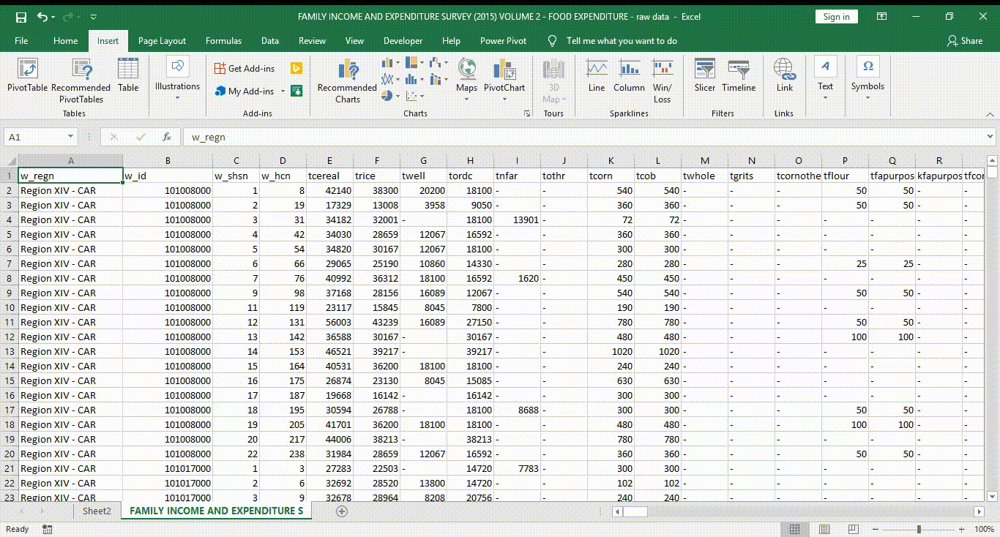 FAMILY INCOME AND EXPENDITURE SURVEY (2015) VOLUME 2 - FOOD EXPENDITURE - raw data - Excel Sign in
File Home Insert Page Layout Formulas Data Review View Developer Help Power Pivot Tell me what you want to do Share
PivotTable Recommended PivotTables Table Illustrations Get Add-ins My Add-ins Recommended Charts Maps PivotChart 3D Map Line Column Win/Loss Slicer Timeline Link Text Symbols
Tables Add-ins Charts Tours Sparklines Filters Links
A1 fx w_regn
A B C D E F G H I J K L M N O P Q R
1 w_regn w_id w_shsn w_hcn tcereal trice twell tordc tnfar tothr tcorn tcob twhole tgrits tcornothe tflour tfapurpos kfapurpos tfcor
2 Region XIV - CAR 101008000 1 8 42140 38300 20200 18100 - - 540 540 - - - 50 50 - -
3 Region XIV - CAR 101008000 2 19 17329 13008 3958 9050 - - 360 360 - - - 50 50 - -
4 Region XIV - CAR 101008000 3 31 34182 32001 - 18100 13901 - 72 72 - - - - - - -
5 Region XIV - CAR 101008000 4 42 34030 28659 12067 16592 - - 360 360 - - - - - - -
6 Region XIV - CAR 101008000 5 54 34820 30167 12067 18100 - - 300 300 - - - - - - -
7 Region XIV - CAR 101008000 6 66 29065 25190 10860 14330 - - 280 280 - - - 25 25 - -
8 Region XIV - CAR 101008000 7 76 40992 36312 18100 16592 1620 - 450 450 - - - - - - -
9 Region XIV - CAR 101008000 9 98 37168 28156 16089 12067 - - 540 540 - - - 50 50 - -
10 Region XIV - CAR 101008000 11 119 23117 15845 8045 7800 - - 190 190 - - - - - - -
11 Region XIV - CAR 101008000 12 131 56003 43239 16089 27150 - - 780 780 - - - 50 50 - -
12 Region XIV - CAR 101008000 13 142 36588 30167 - 30167 - - 480 480 - - - 100 100 - -
13 Region XIV - CAR 101008000 14 153 46521 39217 - 39217 - - 1020 1020 - - - - - - -
14 Region XIV - CAR 101008000 15 164 40531 36200 18100 18100 - - 240 240 - - - - - - -
15 Region XIV - CAR 101008000 16 175 26874 23130 8045 15085 - - 630 630 - - - - - - -
16 Region XIV - CAR 101008000 17 187 19668 16142 - 16142 - - 300 300 - - - - - - -
17 Region XIV - CAR 101008000 18 195 30594 26788 - 18100 8688 - 300 300 - - - 50 50 - -
18 Region XIV - CAR 101008000 19 205 41701 36200 18100 18100 - - 480 480 - - - 100 100 - -
19 Region XIV - CAR 101008000 20 217 44006 38213 - 38213 - - 780 780 - - - - - - -
20 Region XIV - CAR 101008000 22 238 31984 28659 12067 16592 - - 360 360 - - - 50 50 - -
21 Region XIV - CAR 101017000 1 3 27283 22503 - 14720 7783 - 300 300 - - - - - - -
22 Region XIV - CAR 101017000 2 6 32692 28520 13800 14720 - - 102 102 - - - - - - -
23 Region XIV - CAR 101017000 3 9 32678 28964 8208 20756 - - 240 240 - - - - - - -
Sheet2 FAMILY INCOME AND EXPENDITURE S
Ready 100%